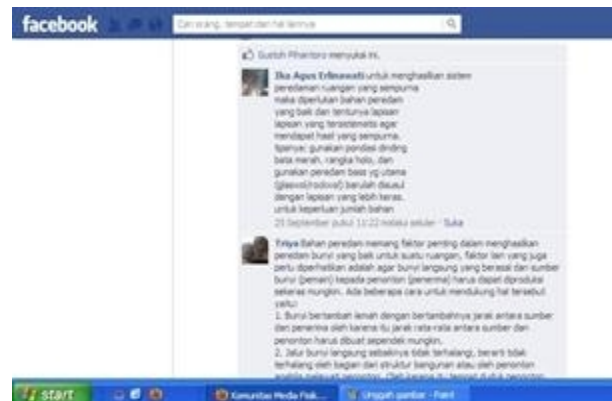 facebook
Cari orang, tempat dan hal lainnya
Guntoh Pihantoro menyukai ini.
Ika Agus Erlinawati untuk menghasilkan sistem
peredaman ruangan yang sempurna
maka diperlukan bahan peredam
yang baik dan tentunya lapisan
lapisan yang tersistematis agar
mendapat hasil yang sempurna.
tipenya: gunakan pondasi dinding
bata merah, rangka holo, dan
gunakan peredam bass yg utama
(glaswol/rockwol) barulah disusul
dengan lapisan yang lebih keras.
untuk keperluan jumlah bahan
25 September pukul 11:22 melalui seluler · Suka
Triya Bahan peredam memang faktor penting dalam menghasilkan
peredam bunyi yang baik untuk suatu ruangan, faktor lain yang juga
perlu diperhatikan adalah agar bunyi langsung yang berasal dari sumber
bunyi (pemain) kepada penonton (penerima) harus dapat diproduksi
sekeras mungkin. Ada beberapa cara untuk mendukung hal tersebut
yaitu:
1. Bunyi bertambah lemah dengan bertambahnya jarak antara sumber
dan penerima oleh karena itu jarak rata-rata antara sumber dan
penonton harus dibuat sependek mungkin.
2. Jalur bunyi langsung sebaiknya tidak terhalangi, berarti tidak
terhalang oleh bagian dari struktur bangunan atau oleh penonton
start
Komunitas Media Fisik...
Unggah gambar - Paint